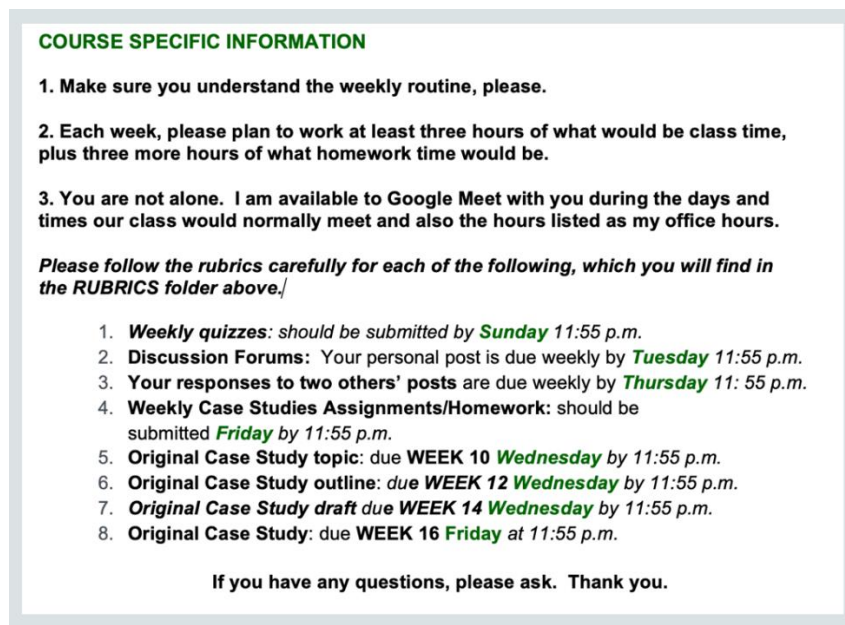 COURSE SPECIFIC INFORMATION
1. Make sure you understand the weekly routine, please.
2. Each week, please plan to work at least three hours of what would be class time,
plus three more hours of what homework time would be.
3. You are not alone.  I am available to Google Meet with you during the days and
times our class would normally meet and also the hours listed as my office hours.
Please follow the rubrics carefully for each of the following, which you will find in
the RUBRICS folder above.
1. Weekly quizzes: should be submitted by Sunday 11:55 p.m.
2. Discussion Forums:  Your personal post is due weekly by Tuesday 11:55 p.m.
3. Your responses to two others’ posts are due weekly by Thursday 11: 55 p.m.
4. Weekly Case Studies Assignments/Homework: should be
submitted Friday by 11:55 p.m.
5. Original Case Study topic: due WEEK 10 Wednesday by 11:55 p.m.
6. Original Case Study outline: due WEEK 12 Wednesday by 11:55 p.m.
7. Original Case Study draft due WEEK 14 Wednesday by 11:55 p.m.
8. Original Case Study: due WEEK 16 Friday at 11:55 p.m.
If you have any questions, please ask.  Thank you.